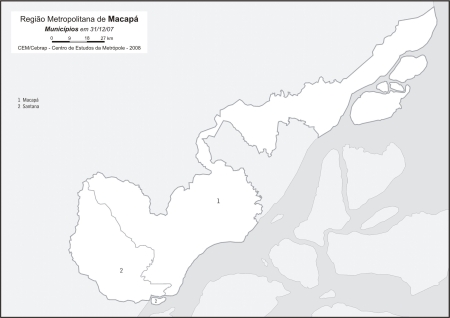 Região Metropolitana de Macapá
Municípios em 31/12/07
0 9 18 27 km
CEM/Cebrap - Centro de Estudos da Metrópole - 2008
1 Macapá
2 Santana
1
2
2